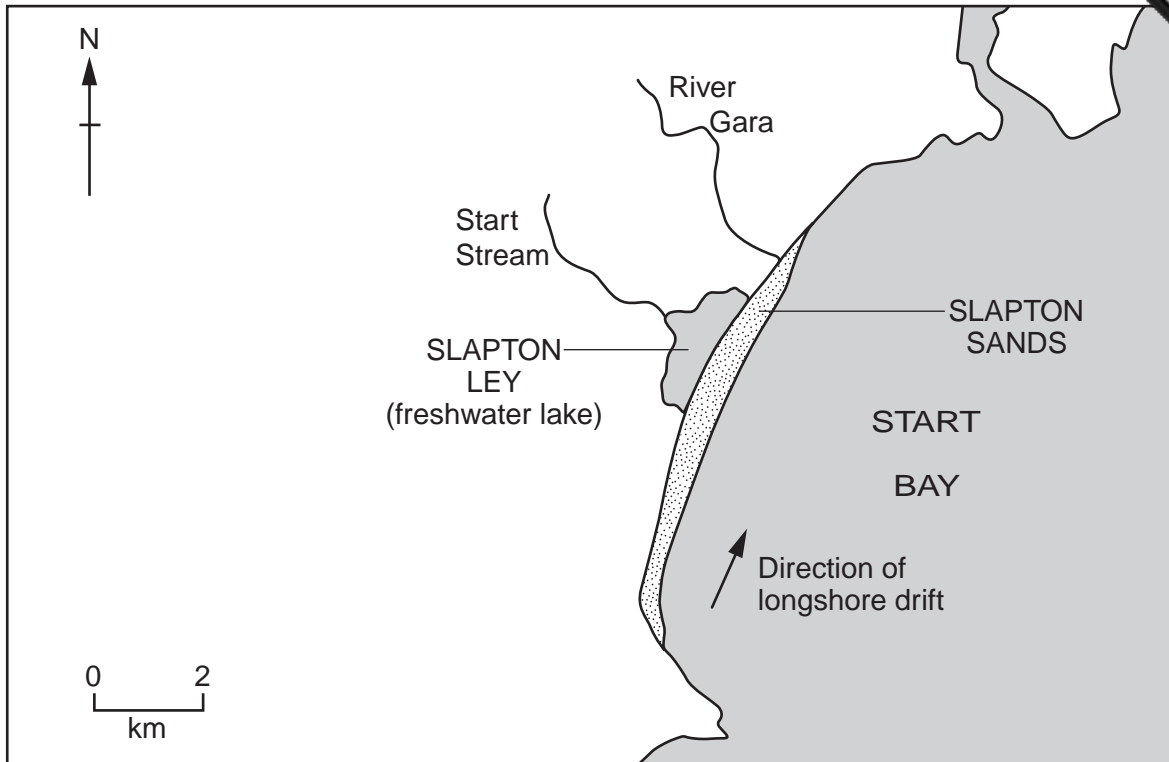 N
River
Gara
Start
Stream
SLAPTON
SANDS
SLAPTON
LEY
(freshwater lake)
START
BAY
Direction of
longshore drift
0 2
km